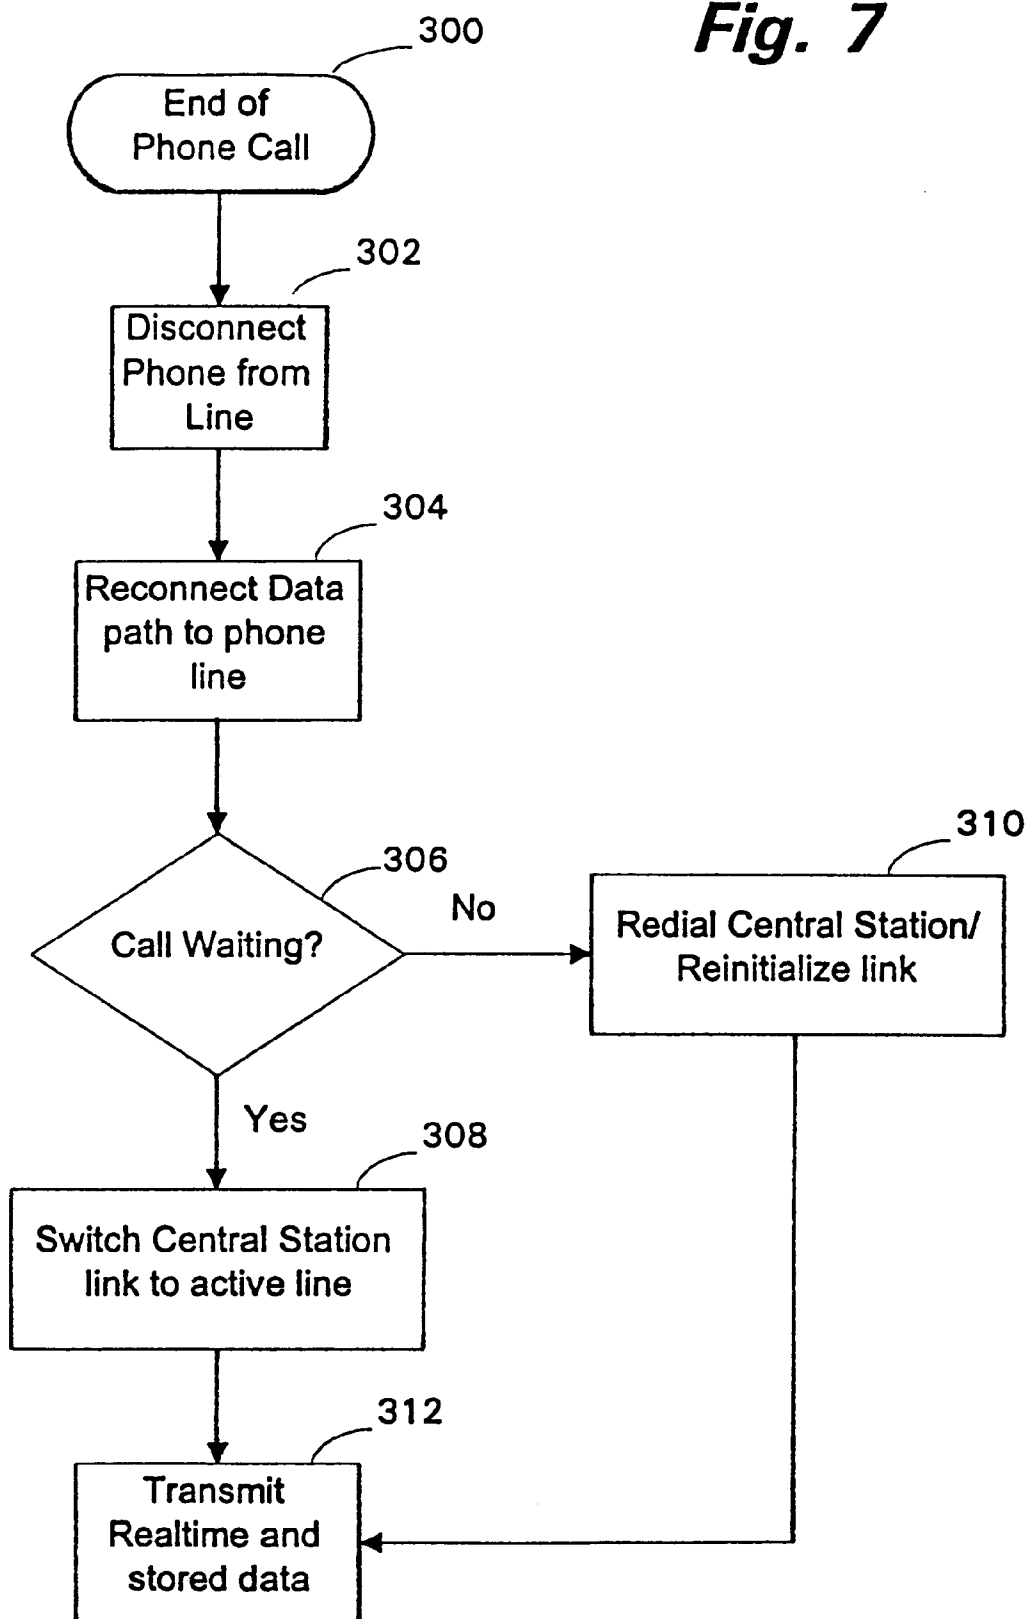 Fig. 7
300
End of
Phone Call
302
Disconnect
Phone from
Line
304
Reconnect Data
path to phone
line
306
Call Waiting?
No
310
Redial Central Station/
Reinitialize link
Yes
308
Switch Central Station
link to active line
312
Transmit
Realtime and
stored data